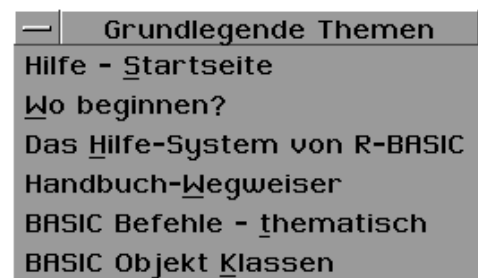 Grundlegende Themen
Hilfe - Startseite
Wo beginnen?
Das Hilfe-System von R-BASIC
Handbuch-Wegweiser
BASIC Befehle - thematisch
BASIC Objekt Klassen